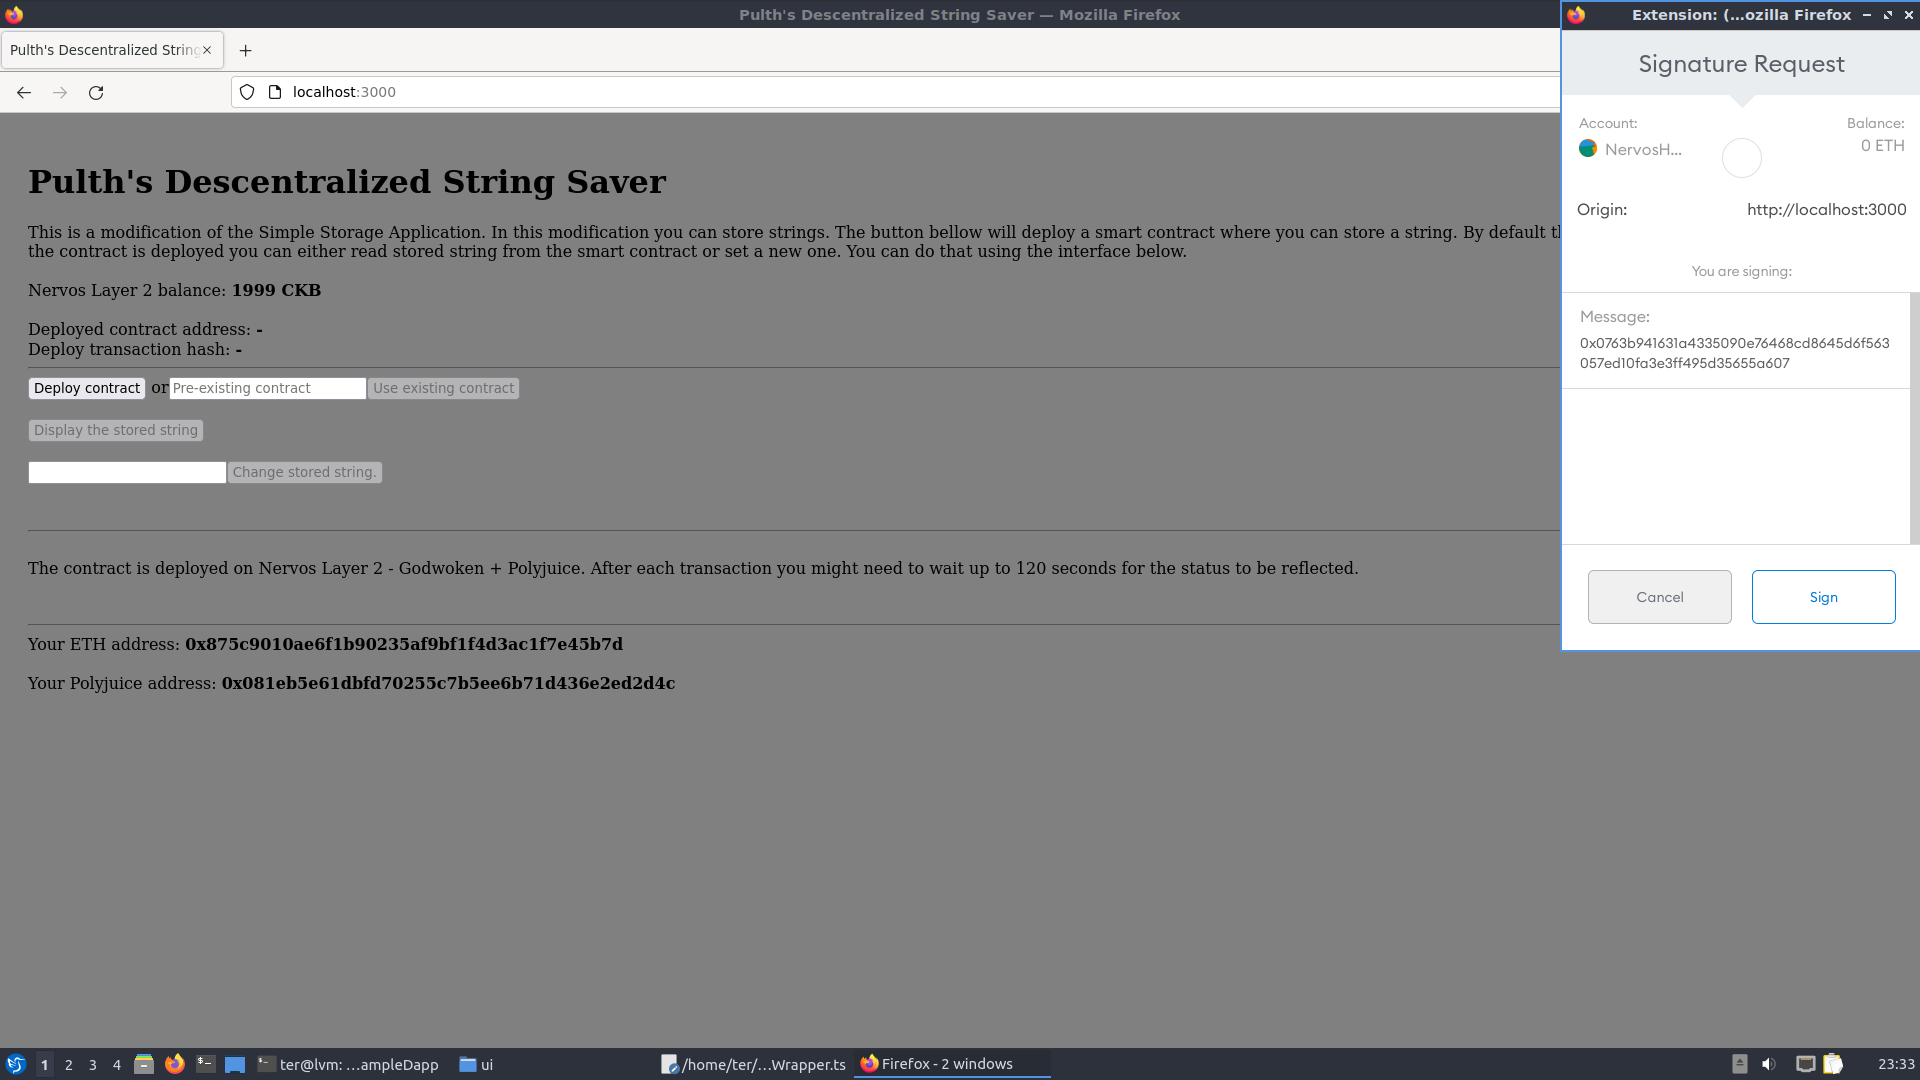 Pulth's Descentralized String Saver — Mozilla Firefox
Pulth's Descentralized String
localhost:3000
Pulth's Descentralized String Saver
This is a modification of the Simple Storage Application. In this modification you can store strings. The button bellow will deploy a smart contract where you can store a string. By default
the contract is deployed you can either read stored string from the smart contract or set a new one. You can do that using the interface below.
Nervos Layer 2 balance: 1999 CKB
Deployed contract address: -
Deploy transaction hash: -
Deploy contract or Pre-existing contract Use existing contract
Display the stored string
Change stored string.
The contract is deployed on Nervos Layer 2 - Godwoken + Polyjuice. After each transaction you might need to wait up to 120 seconds for the status to be reflected.
Your ETH address: 0x875c9010ae6f1b90235af9bf1f4d3ac1f7e45b7d
Your Polyjuice address: 0x081eb5e61dbfd70255c7b5ee6b71d436e2ed2d4c
Extension: (...ozilla Firefox
Signature Request
Account:
Balance:
NervosH...
0 ETH
Origin:
http://localhost:3000
You are signing:
Message:
0x0763b941631a4335090e76468cd8645d6f563
057ed10fa3e3ff495d35655a607
Cancel
Sign
1 2 3 4 ter@lvm: ...ampleDapp ui /home/ter/...Wrapper.ts Firefox - 2 windows 23:33